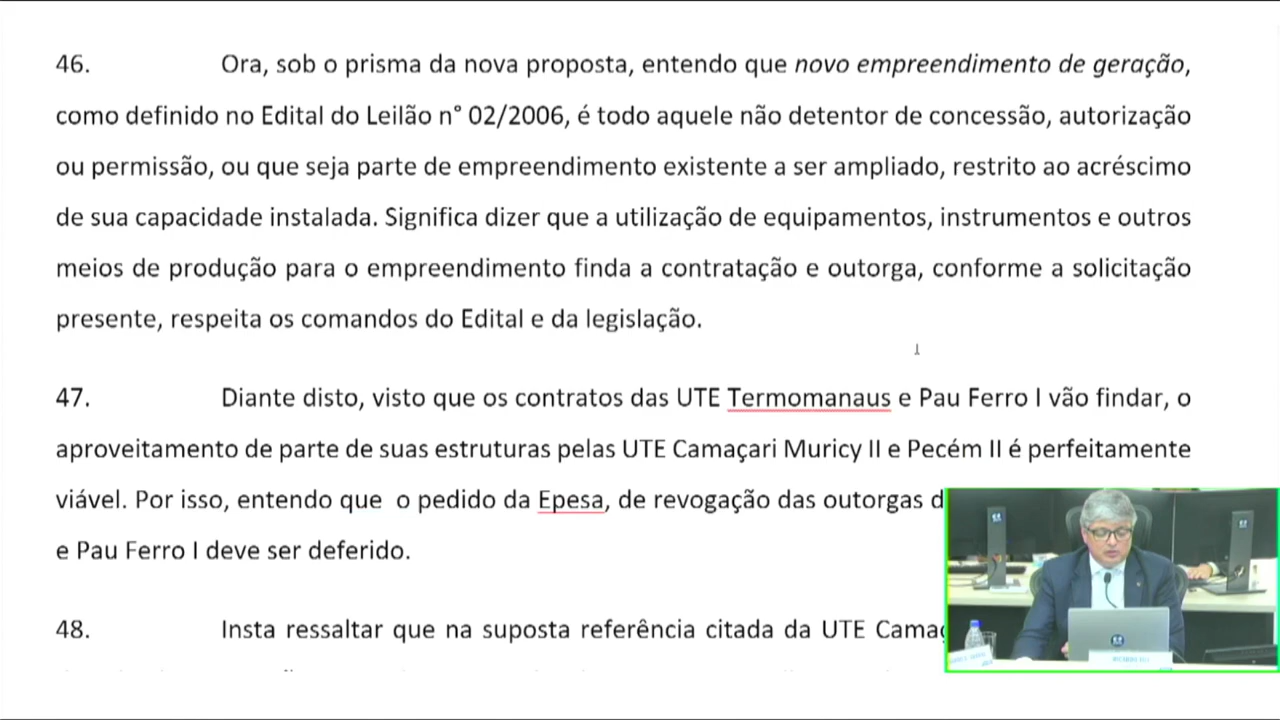 46. Ora, sob o prisma da nova proposta, entendo que novo empreendimento de geração,
como definido no Edital do Leilão n° 02/2006, é todo aquele não detentor de concessão, autorização
ou permissão, ou que seja parte de empreendimento existente a ser ampliado, restrito ao acréscimo
de sua capacidade instalada. Significa dizer que a utilização de equipamentos, instrumentos e outros
meios de produção para o empreendimento finda a contratação e outorga, conforme a solicitação
presente, respeita os comandos do Edital e da legislação.
47. Diante disto, visto que os contratos das UTE Termomanaus e Pau Ferro I vão findar, o
aproveitamento de parte de suas estruturas pelas UTE Camaçari Muricy II e Pecém II é perfeitamente
viável. Por isso, entendo que o pedido da Epesa, de revogação das outorgas
e Pau Ferro I deve ser deferido.
48. Insta ressaltar que na suposta referência citada da UTE